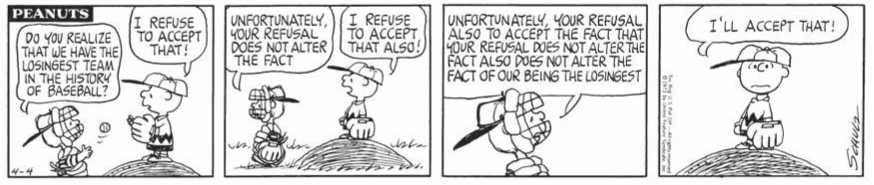 PEANUTS
DO YOU REALIZE
THAT WE HAVE THE
LOSINGEST TEAM
IN THE HISTORY
OF BASEBALL?
I REFUSE
TO ACCEPT
THAT!
4-4
UNFORTUNATELY,
YOUR REFUSAL
DOES NOT ALTER
THE FACT
I REFUSE
TO ACCEPT
THAT ALSO!
UNFORTUNATELY, YOUR REFUSAL
ALSO TO ACCEPT THE FACT THAT
YOUR REFUSAL DOES NOT ALTER THE
FACT ALSO DOES NOT ALTER THE
FACT OF OUR BEING THE LOSINGEST
I'LL ACCEPT THAT!
SCHULZ